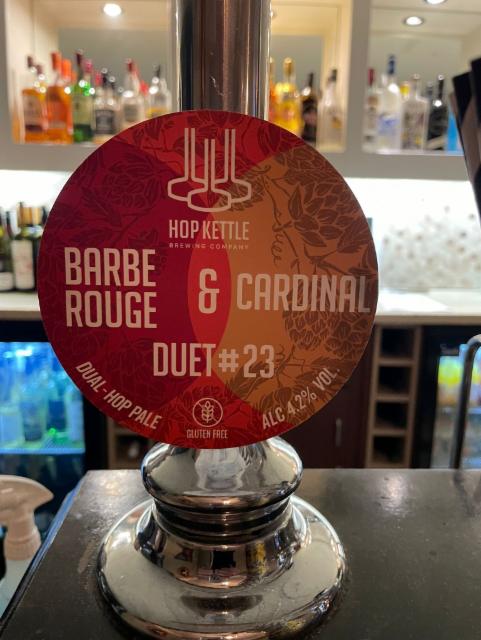 HOP KETTLE
BREWING COMPANY
BARBE
ROUGE
& CARDINAL
DUET #23
DUAL-HOP PALE
GLUTEN FREE
ALC 4.2% VOL.